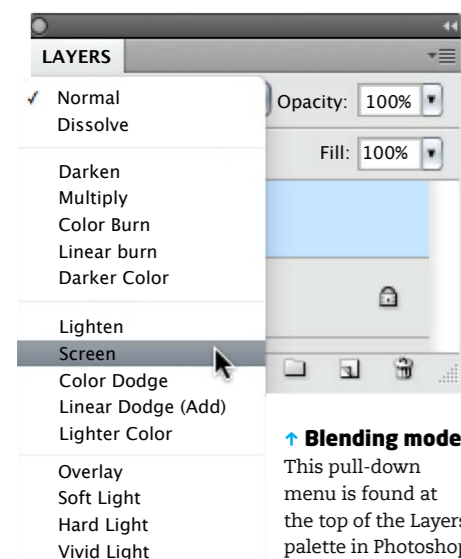 LAYERS
Normal
Dissolve
Darken
Multiply
Color Burn
Linear burn
Darker Color
Lighten
Screen
Color Dodge
Linear Dodge (Add)
Lighter Color
Overlay
Soft Light
Hard Light
Vivid Light
Opacity: 100%
Fill: 100%
↑ Blending mode
This pull-down
menu is found at
the top of the Layers
palette in Photoshop